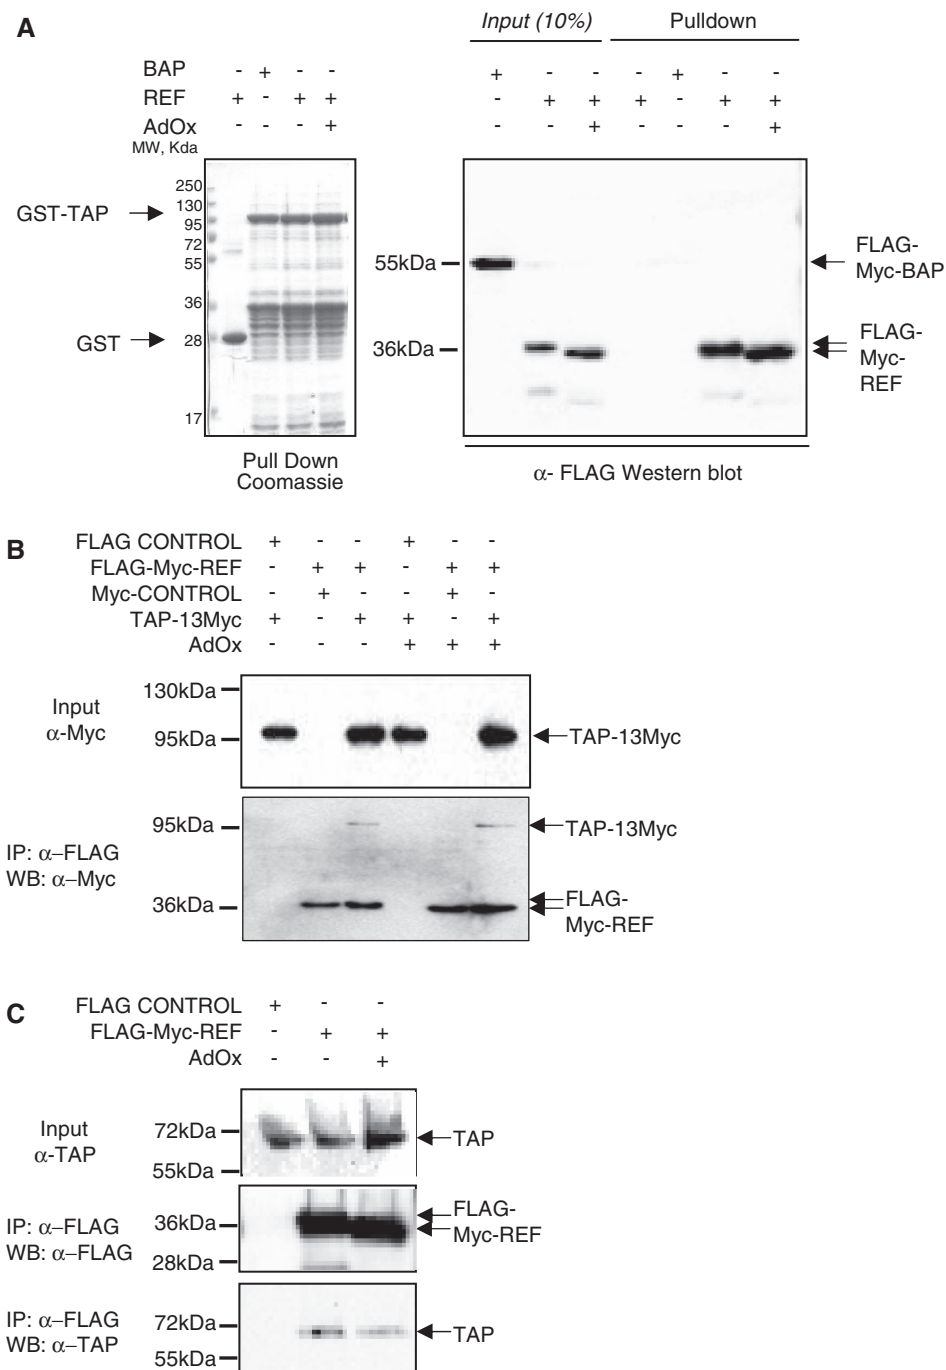 A
Input (10%) Pulldown
BAP - + - - + - - - + - -
REF + - + + - + + + - + +
AdOx - - - + - - + - - - +
MW, Kda
250
130
95
72
55
36
28
17
GST-TAP
GST
55kDa
36kDa
FLAG-
Myc-BAP
FLAG-
Myc-
REF
Pull Down
Coomassie
α- FLAG Western blot
B
FLAG CONTROL + - - + - -
FLAG-Myc-REF - + + - + +
Myc-CONTROL - + - - + -
TAP-13Myc + - + + - +
AdOx - - - + + +
Input
α-Myc
130kDa
95kDa
TAP-13Myc
IP: α–FLAG
WB: α–Myc
95kDa
36kDa
TAP-13Myc
FLAG-
Myc-REF
C
FLAG CONTROL + - -
FLAG-Myc-REF - + +
AdOx - - +
Input
α-TAP
72kDa
55kDa
TAP
IP: α–FLAG
WB: α–FLAG
36kDa
28kDa
FLAG-
Myc-REF
IP: α–FLAG
WB: α–TAP
72kDa
55kDa
TAP